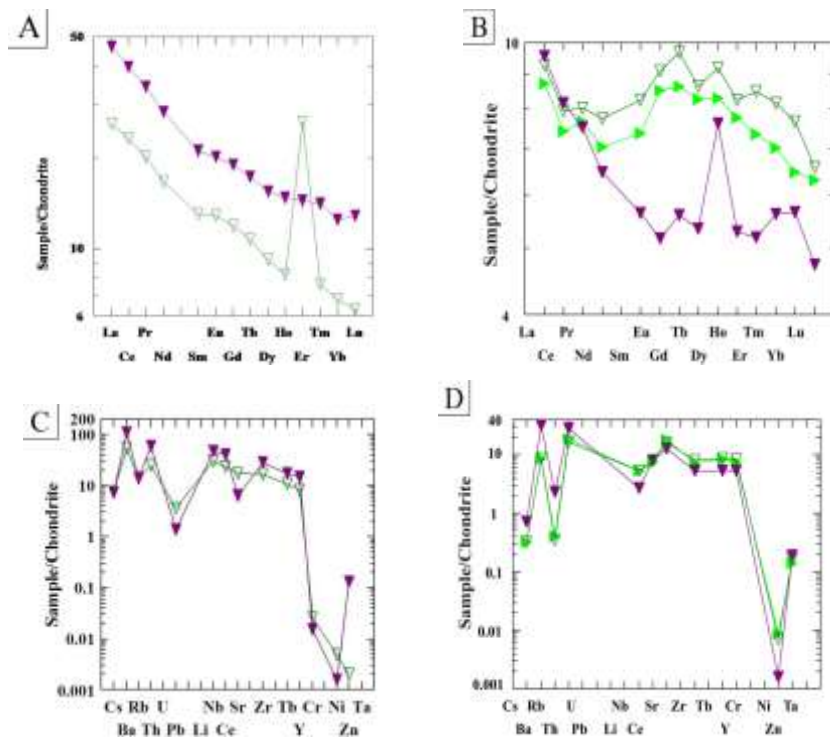 A
50
10
6
Sample/Chondrite
La Pr Eu Tb Ho Tm Lu
Ce Nd Sm Gd Dy Er Yb
B
10
4
Sample/Chondrite
La Pr Eu Tb Ho Tm Lu
Ce Nd Sm Gd Dy Er Yb
C
200
100
10
1
0.1
0.01
0.001
Sample/Chondrite
Cs Rb U Nb Sr Zr Tb Cr Ni Ta
Ba Th Pb Li Ce Y Zn
D
40
10
1
0.1
0.01
0.001
Sample/Chondrite
Cs Rb U Nb Sr Zr Tb Cr Ni Ta
Ba Th Pb Li Ce Y Zn